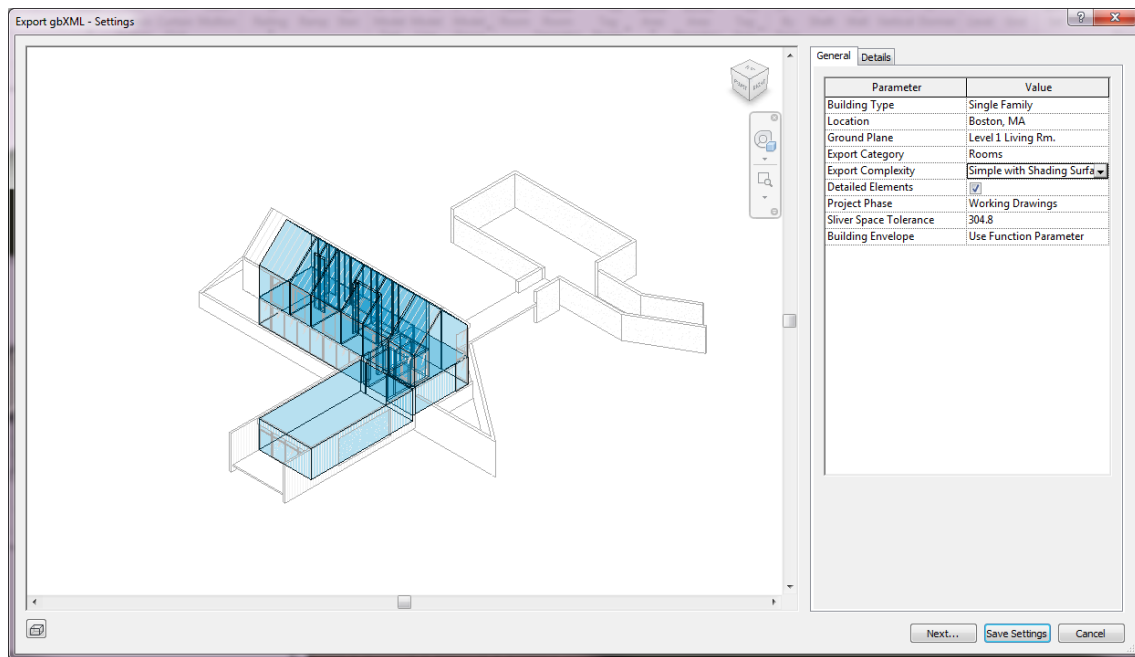 Export gbXML - Settings
General Details
Parameter Value
Building Type Single Family
Location Boston, MA
Ground Plane Level 1 Living Rm.
Export Category Rooms
Export Complexity Simple with Shading Surfa
Detailed Elements
Project Phase Working Drawings
Sliver Space Tolerance 304.8
Building Envelope Use Function Parameter
Next... Save Settings Cancel